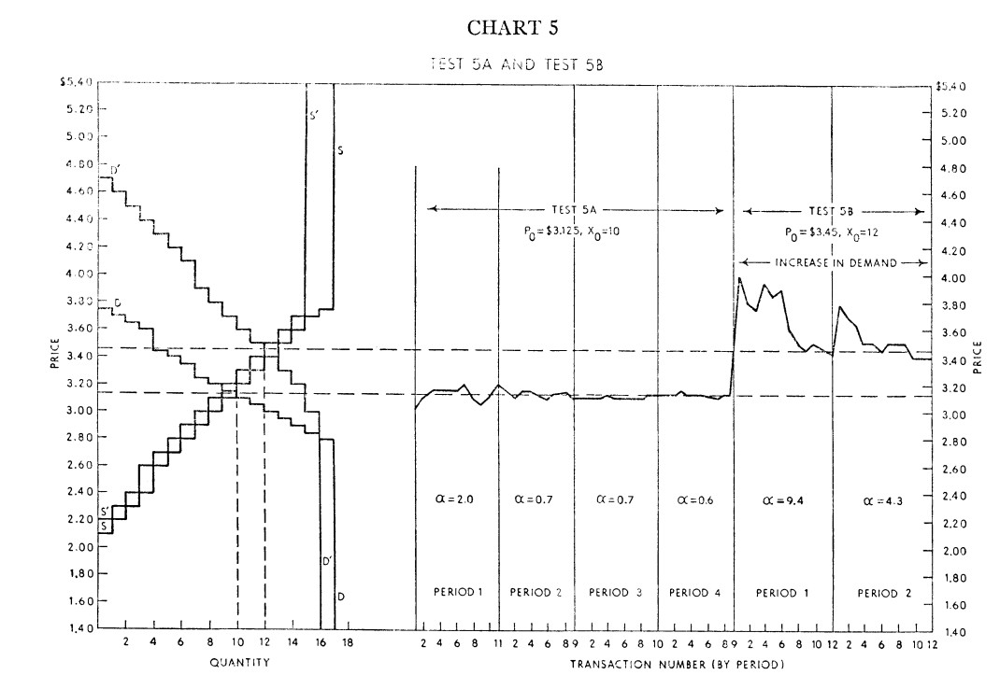 CHART 5
TEST 5A AND TEST 5B
$5.40
5.20
5.00
4.80
4.60
4.40
4.20
4.00
3.80
3.60
3.40
3.20
3.00
2.80
2.60
2.40
2.20
2.00
1.80
1.60
1.40
PRICE
D'
D
S'
S
S'
S
D'
D
2 4 6 8 10 12 14 16 18
QUANTITY
TEST 5A
P₀=$3.125, X₀=10
TEST 5B
P₀=$3.45, X₀=12
INCREASE IN DEMAND
α=2.0 α=0.7 α=0.7 α=0.6 α=9.4 α=4.3
PERIOD 1 PERIOD 2 PERIOD 3 PERIOD 4 PERIOD 1 PERIOD 2
2 4 6 8 11 2 4 6 8 9 2 4 6 8 10 2 4 6 8 9 2 4 6 8 10 12 2 4 6 8 10 12
TRANSACTION NUMBER (BY PERIOD)
$5.40
5.20
5.00
4.80
4.60
4.40
4.20
4.00
3.80
3.60
3.40
3.20
3.00
2.80
2.60
2.40
2.20
2.00
1.80
1.60
1.40
PRICE